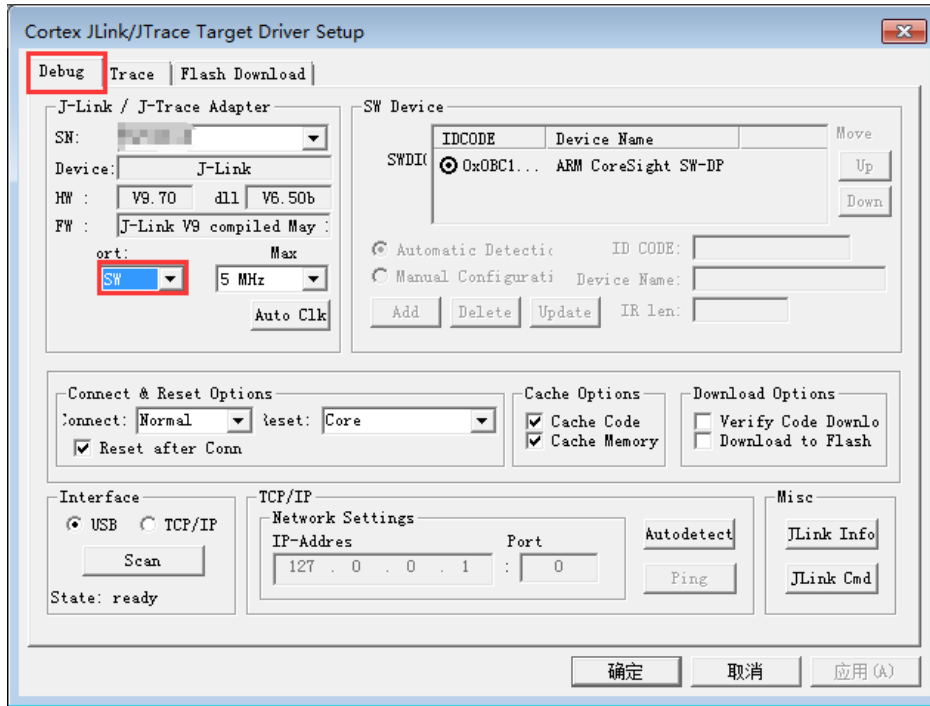 Cortex JLink/JTrace Target Driver Setup
Debug Trace Flash Download
J-Link / J-Trace Adapter
SN:
Device: J-Link
HW : V9.70 dll V6.50b
FW : J-Link V9 compiled May
ort: Max
SW 5 MHz
Auto Clk
SW Device
IDCODE Device Name Move
SWDI( 0x0BC1... ARM CoreSight SW-DP Up
Down
Automatic Detectic ID CODE:
Manual Configurati Device Name:
Add Delete Update IR len:
Connect & Reset Options
Connect: Normal Reset: Core
Reset after Conn
Cache Options
Cache Code
Cache Memory
Download Options
Verify Code Downlo
Download to Flash
Interface
USB TCP/IP
Scan
State: ready
TCP/IP
Network Settings
IP-Addres Port
127 . 0 . 0 . 1 : 0
Autodetect
Ping
Misc
JLink Info
JLink Cmd
确定 取消 应用(A)